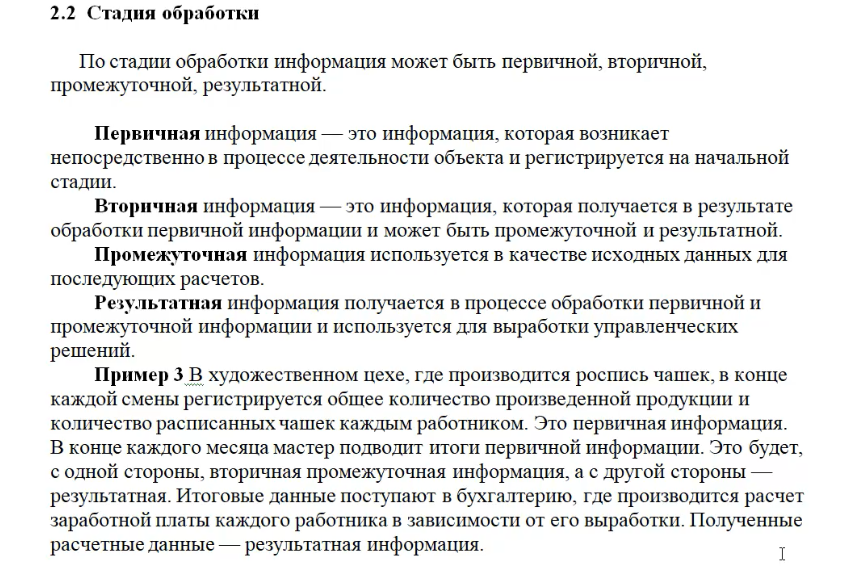 2.2 Стадия обработки
По стадии обработки информация может быть первичной, вторичной,
промежуточной, результатной.
Первичная информация — это информация, которая возникает
непосредственно в процессе деятельности объекта и регистрируется на начальной
стадии.
Вторичная информация — это информация, которая получается в результате
обработки первичной информации и может быть промежуточной и результатной.
Промежуточная информация используется в качестве исходных данных для
последующих расчетов.
Результатная информация получается в процессе обработки первичной и
промежуточной информации и используется для выработки управленческих
решений.
Пример 3 В художественном цехе, где производится роспись чашек, в конце
каждой смены регистрируется общее количество произведенной продукции и
количество расписанных чашек каждым работником. Это первичная информация.
В конце каждого месяца мастер подводит итоги первичной информации. Это будет,
с одной стороны, вторичная промежуточная информация, а с другой стороны —
результатная. Итоговые данные поступают в бухгалтерию, где производится расчет
заработной платы каждого работника в зависимости от его выработки. Полученные
расчетные данные — результатная информация.